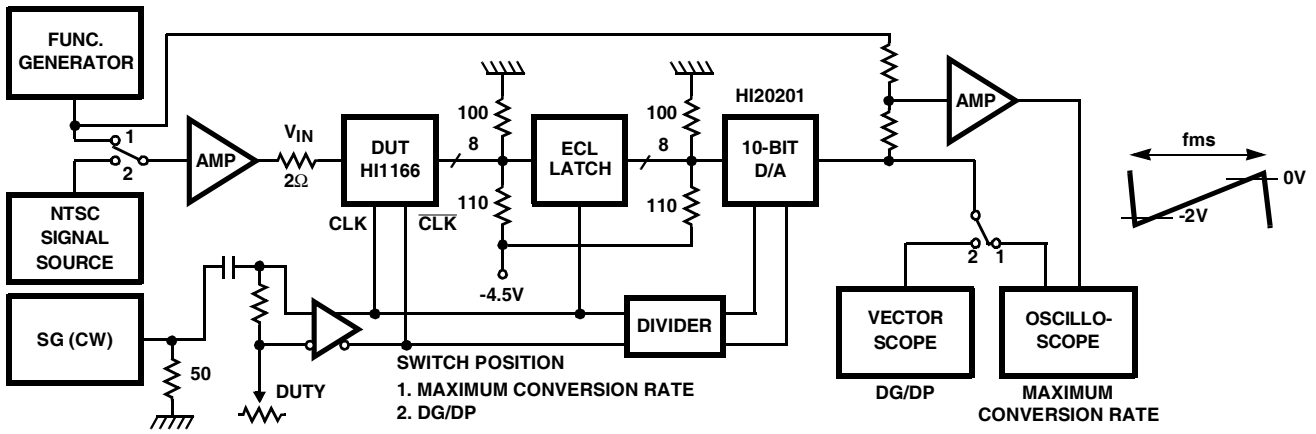 FUNC.
GENERATOR
1
2
AMP
VIN
2Ω
DUT
HI1166
CLK
CLK
100
8
110
ECL
LATCH
100
8
110
-4.5V
HI20201
10-BIT
D/A
AMP
fms
0V
-2V
NTSC
SIGNAL
SOURCE
SG (CW)
50
DUTY
DIVIDER
2
1
VECTOR
SCOPE
DG/DP
OSCILLO-
SCOPE
MAXIMUM
CONVERSION RATE
SWITCH POSITION
1. MAXIMUM CONVERSION RATE
2. DG/DP